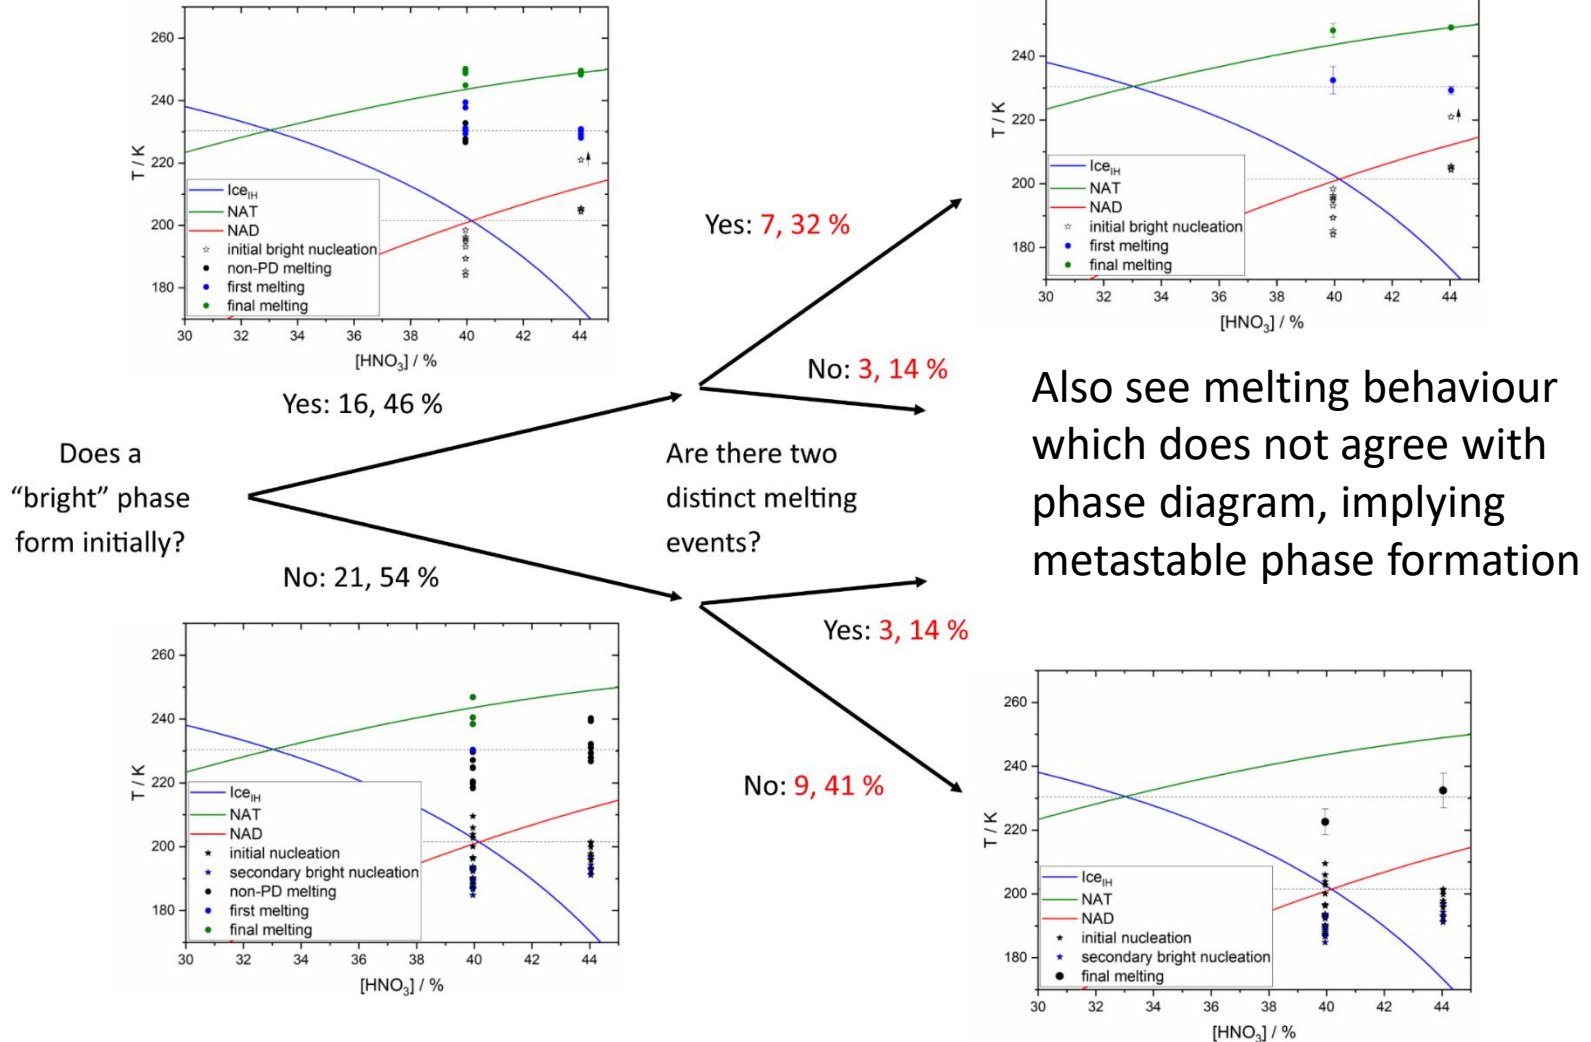 260
240
220
200
180
T / K
Ice_IH
NAT
NAD
initial bright nucleation
non-PD melting
first melting
final melting
30 32 34 36 38 40 42 44
[HNO₃] / %
240
220
200
180
T / K
Ice_IH
NAT
NAD
initial bright nucleation
first melting
final melting
30 32 34 36 38 40 42 44
[HNO₃] / %
Yes: 7, 32 %
No: 3, 14 %
Yes: 16, 46 %
Does a
“bright” phase
form initially?
No: 21, 54 %
Are there two
distinct melting
events?
Also see melting behaviour
which does not agree with
phase diagram, implying
metastable phase formation
Yes: 3, 14 %
No: 9, 41 %
260
240
220
200
180
T / K
Ice_IH
NAT
NAD
initial nucleation
secondary bright nucleation
non-PD melting
first melting
final melting
30 32 34 36 38 40 42 44
[HNO₃] / %
260
240
220
200
180
T / K
Ice_IH
NAT
NAD
initial nucleation
secondary bright nucleation
final melting
30 32 34 36 38 40 42 44
[HNO₃] / %